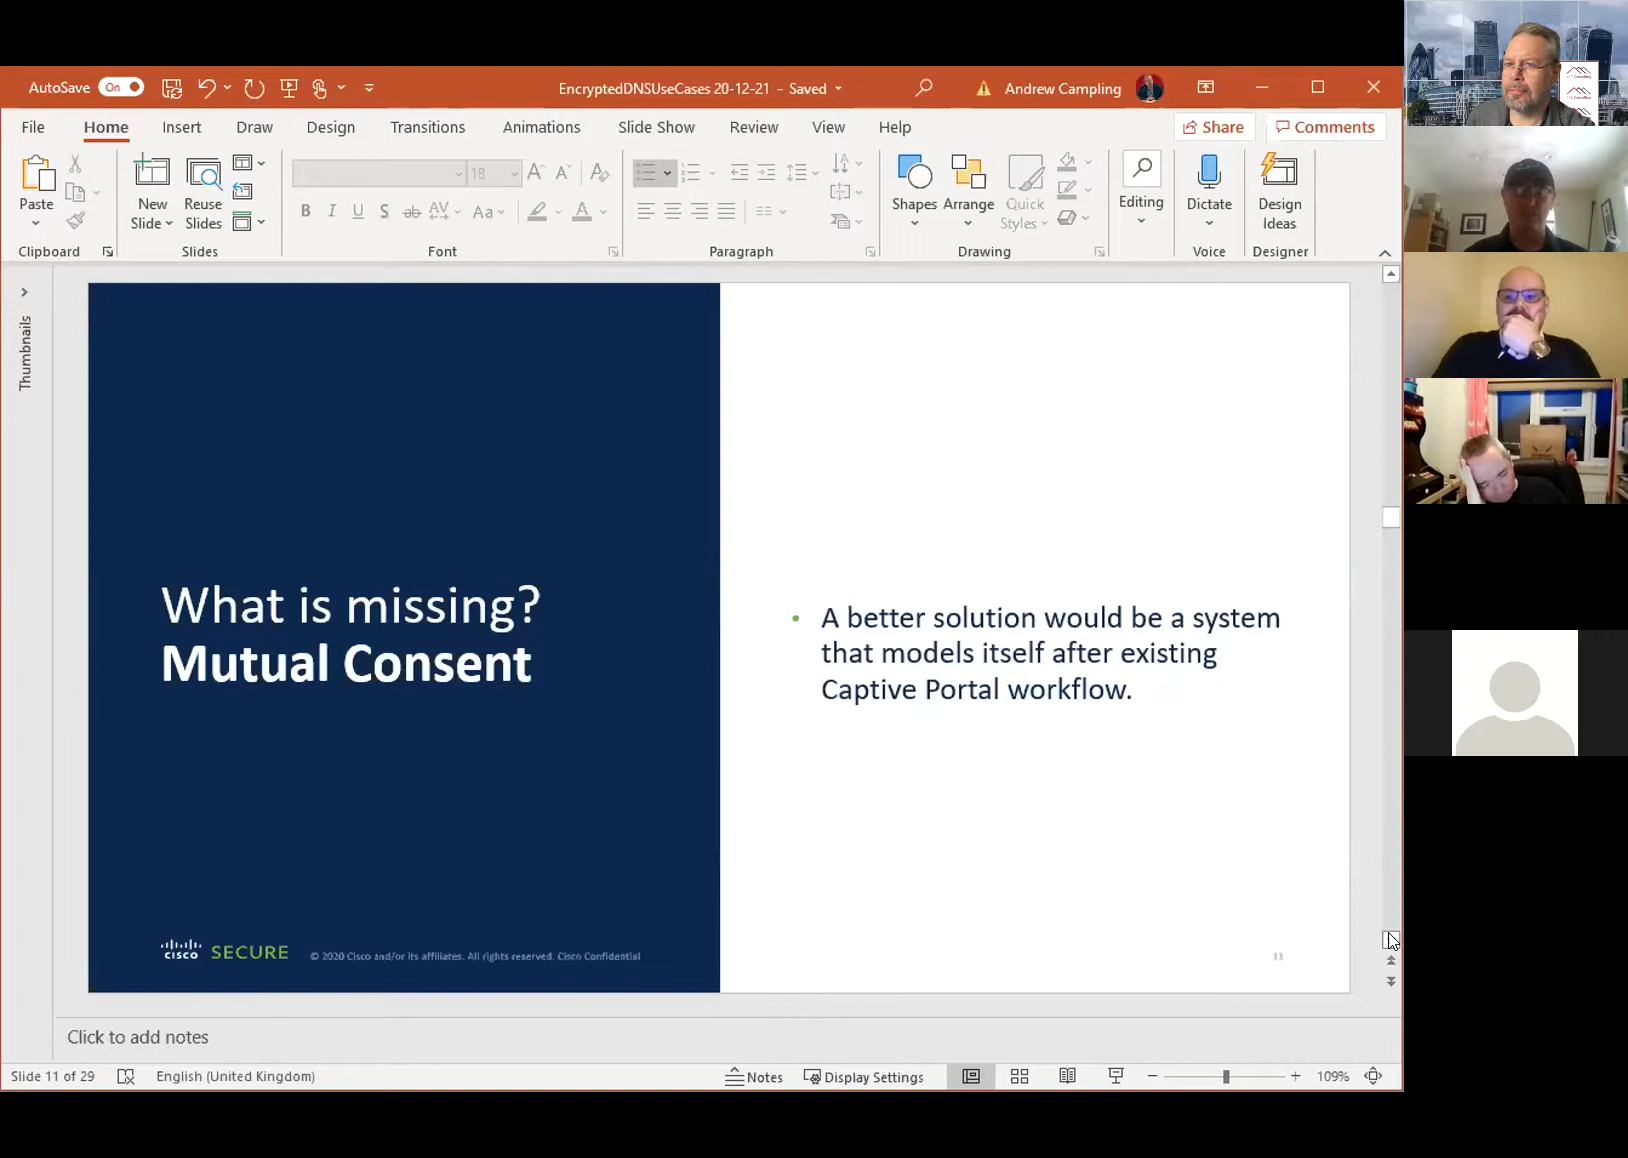 AutoSave On
EncryptedDNSUseCases 20-12-21 - Saved
Andrew Campling
File Home Insert Draw Design Transitions Animations Slide Show Review View Help
Share Comments
18
Paste
New
Slide
Reuse
Slides
B I U S ab AV Aa A
Shapes Arrange Quick
Styles
Editing
Dictate
Design
Ideas
Clipboard Slides Font Paragraph Drawing Voice Designer
Thumbnails
What is missing?
Mutual Consent
• A better solution would be a system
that models itself after existing
Captive Portal workflow.
cisco SECURE © 2020 Cisco and/or its affiliates. All rights reserved. Cisco Confidential
11
Click to add notes
Slide 11 of 29 English (United Kingdom) Notes Display Settings 109%